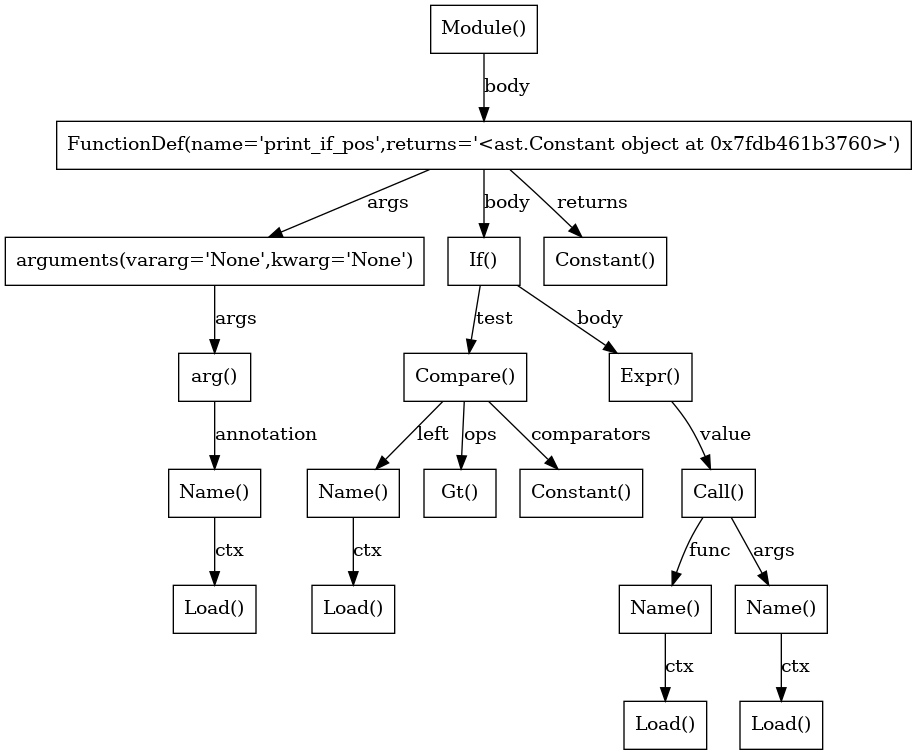 Module()
body
FunctionDef(name='print_if_pos',returns='<ast.Constant object at 0x7fdb461b3760>')
args
body
returns
arguments(vararg='None',kwarg='None')
If()
Constant()
args
test
body
arg()
Compare()
Expr()
annotation
left
ops
comparators
value
Name()
Name()
Gt()
Constant()
Call()
ctx
ctx
func
args
Load()
Load()
Name()
Name()
ctx
ctx
Load()
Load()